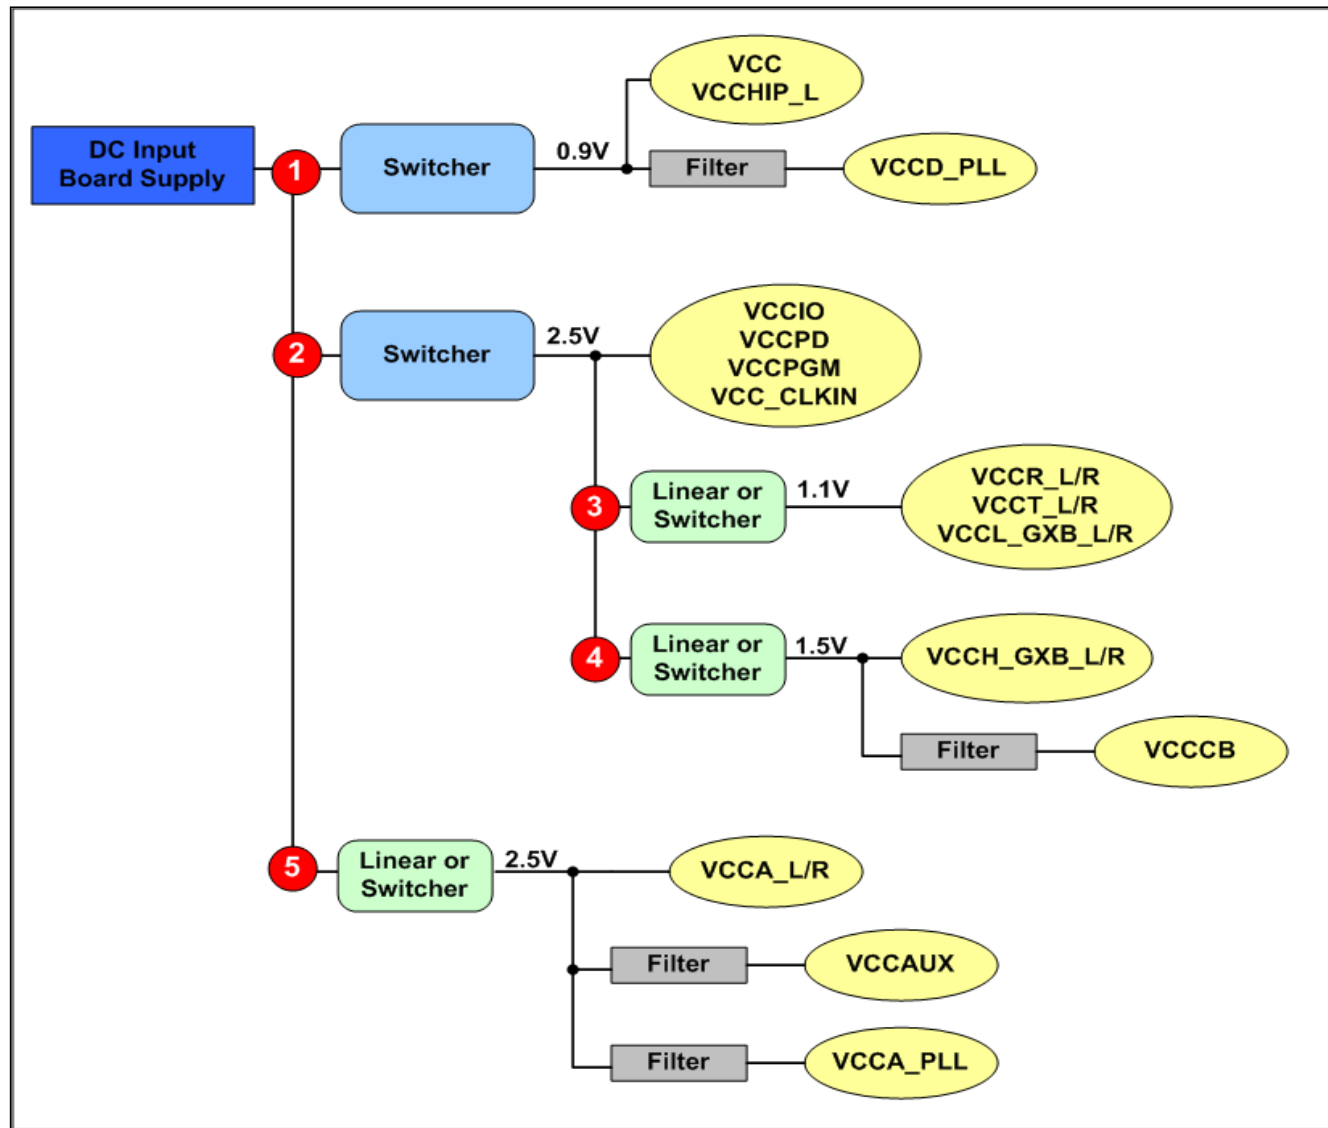 DC Input
Board Supply
1
Switcher
0.9V
VCC
VCCHIP_L
Filter
VCCD_PLL
2
Switcher
2.5V
VCCIO
VCCPD
VCCPGM
VCC_CLKIN
3
Linear or
Switcher
1.1V
VCCR_L/R
VCCT_L/R
VCCL_GXB_L/R
4
Linear or
Switcher
1.5V
VCCH_GXB_L/R
Filter
VCCCB
5
Linear or
Switcher
2.5V
VCCA_L/R
Filter
VCCAUX
Filter
VCCA_PLL